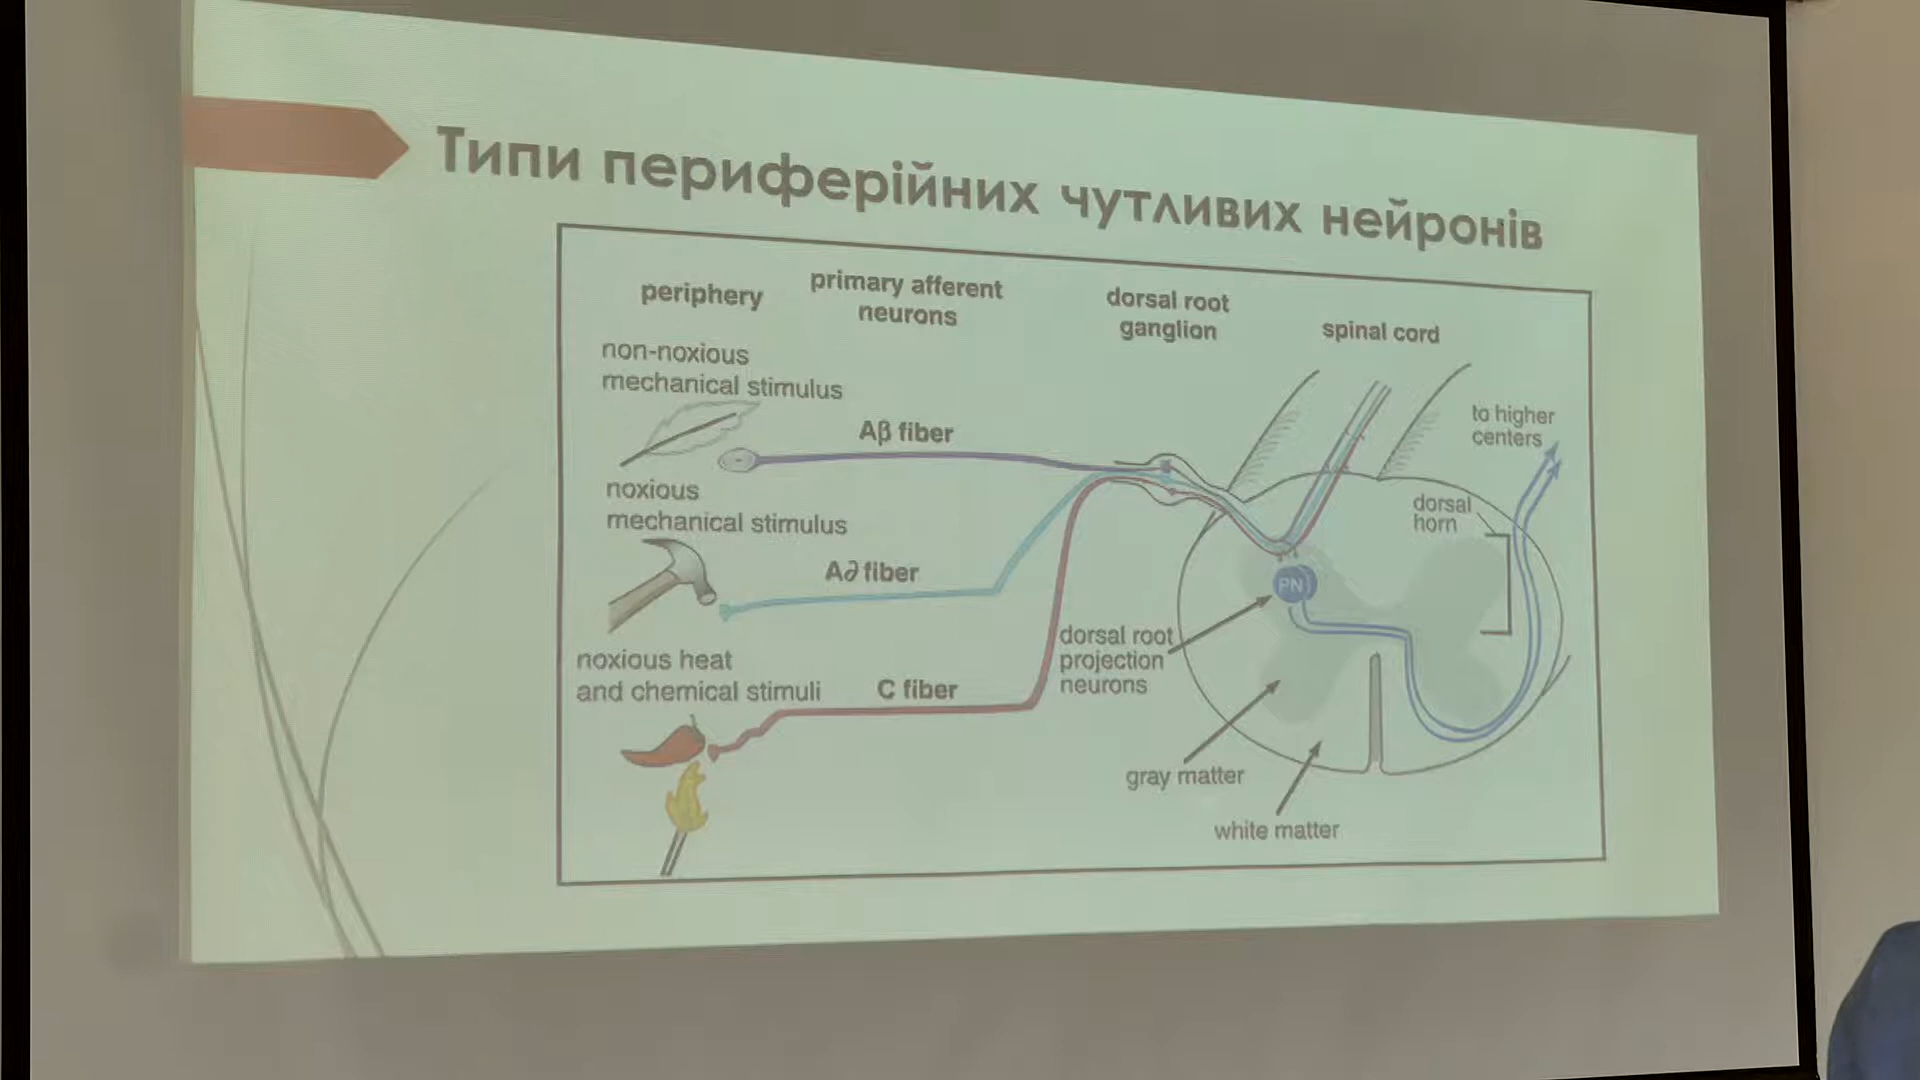 Типи периферійних чутливих нейронів
periphery
primary afferent
neurons
dorsal root
ganglion
spinal cord
non-noxious
mechanical stimulus
Aβ fiber
to higher
centers
noxious
mechanical stimulus
dorsal
horn
A∂ fiber
PN
noxious heat
and chemical stimuli
C fiber
dorsal root
projection
neurons
gray matter
white matter